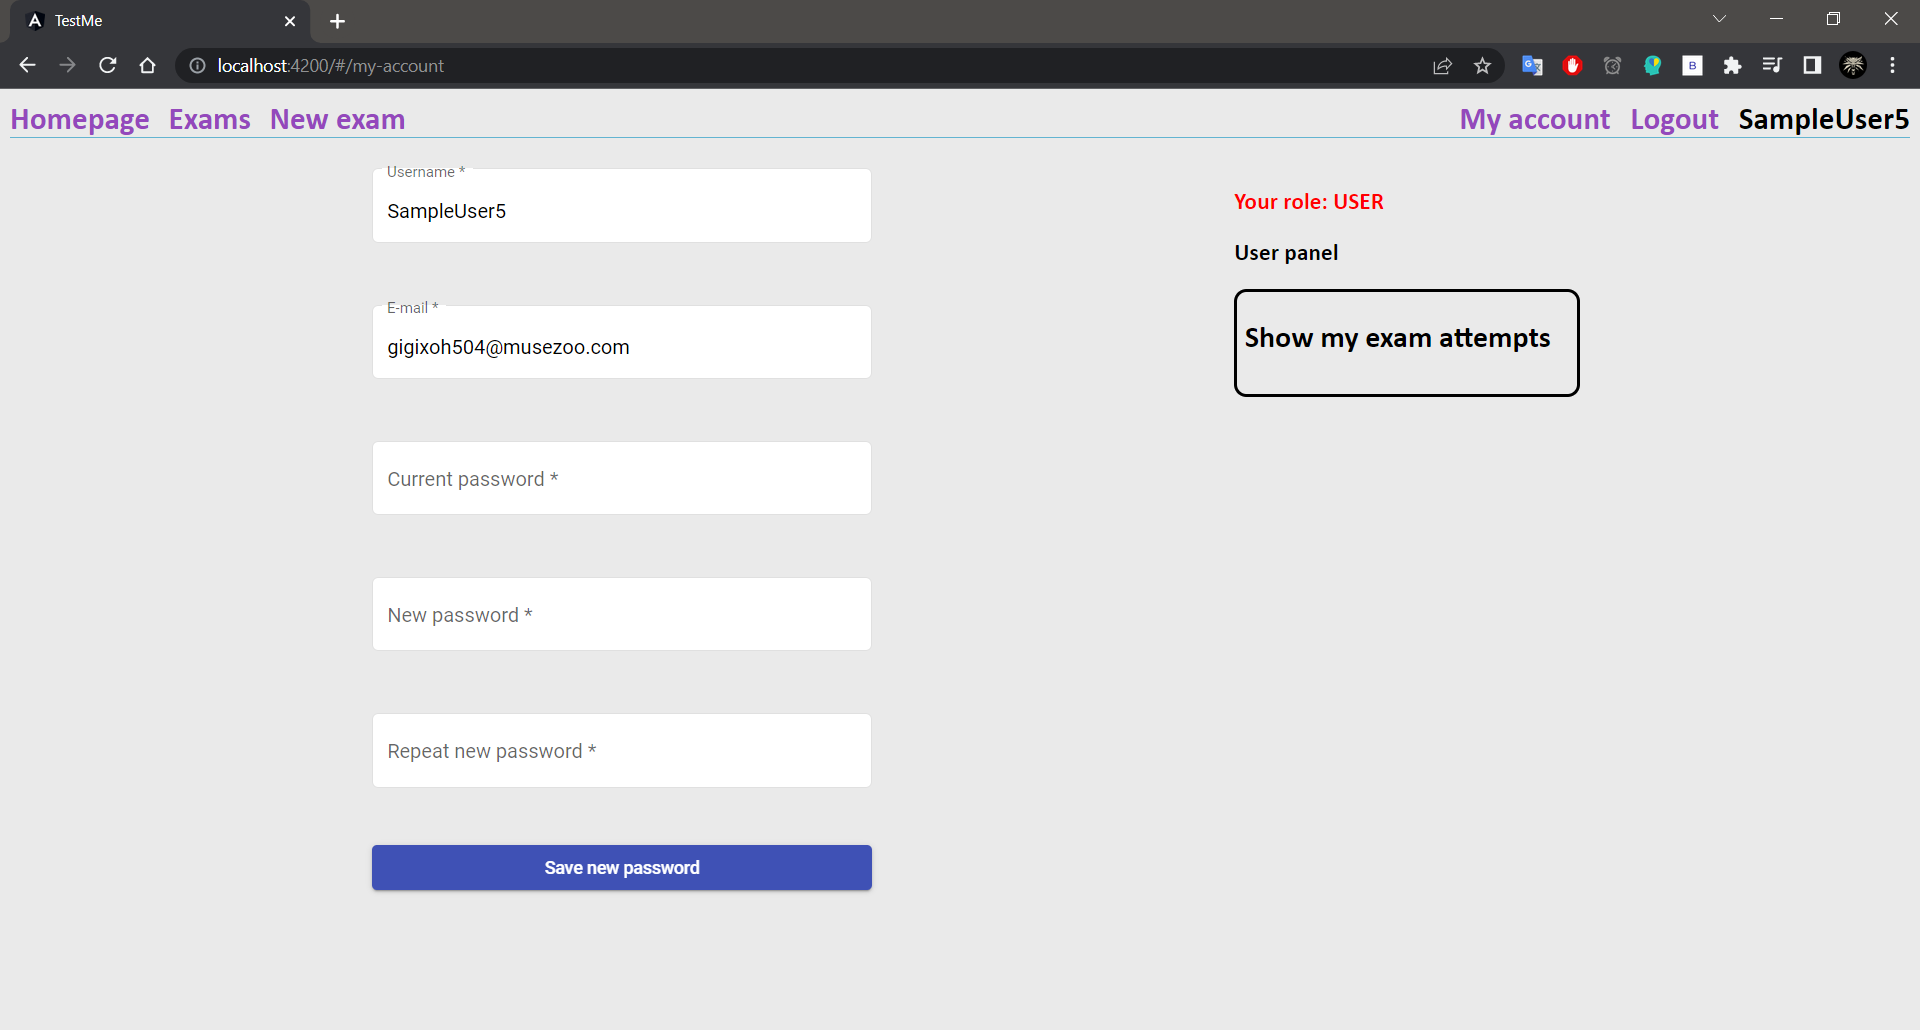 TestMe
localhost:4200/#/my-account
Homepage Exams New exam My account Logout SampleUser5
Username *
SampleUser5
E-mail *
gigixoh504@musezoo.com
Current password *
New password *
Repeat new password *
Save new password
Your role: USER
User panel
Show my exam attempts